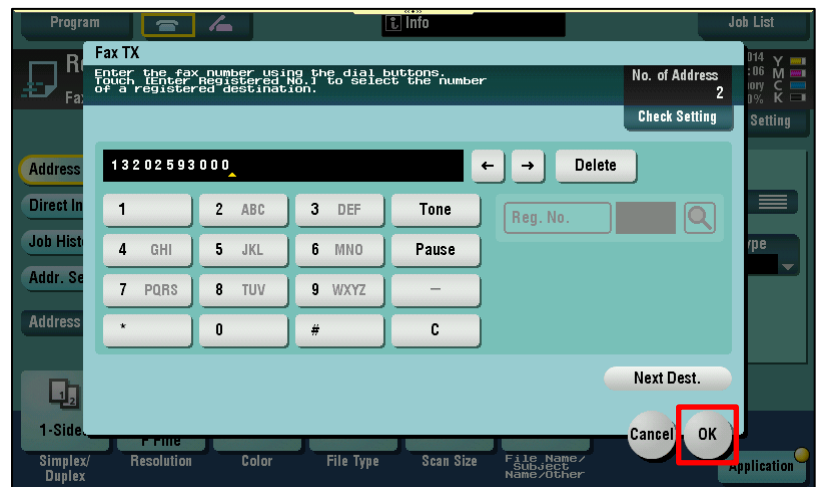 Program
Info
Job List
Fax TX
Enter the fax number using the dial buttons.
Touch [Enter Registered No.] to select the number
of a registered destination.
No. of Address
2
Check Setting
Y
M
C
K
Setting
13202593000
←
→
Delete
1
2 ABC
3 DEF
Tone
Reg. No.
4 GHI
5 JKL
6 MNO
Pause
7 PQRS
8 TUV
9 WXYZ
—
*
0
#
C
Address
Direct In
Job Hist
Addr. Se
Address
Next Dest.
Cancel
OK
1-Side
Simplex/
Duplex
Resolution
Color
File Type
Scan Size
File Name/
Subject
Name/Other
Application